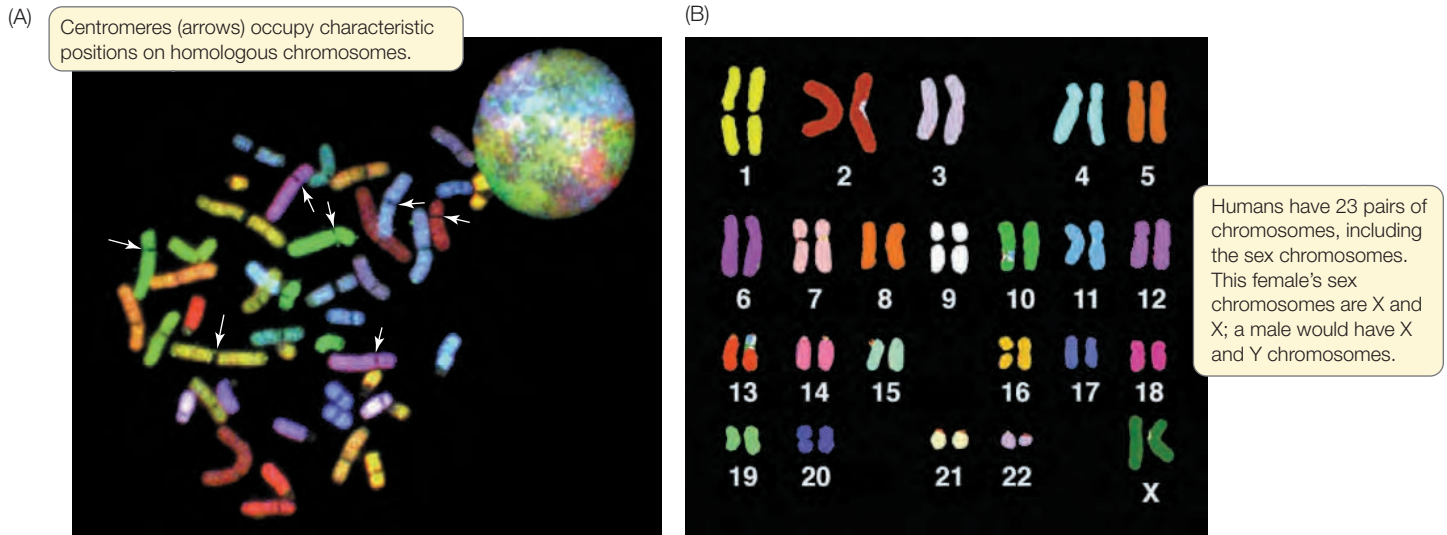 (A)
Centromeres (arrows) occupy characteristic
positions on homologous chromosomes.
(B)
1 2 3 4 5
6 7 8 9 10 11 12
13 14 15 16 17 18
19 20 21 22 X
Humans have 23 pairs of
chromosomes, including
the sex chromosomes.
This female’s sex
chromosomes are X and
X; a male would have X
and Y chromosomes.